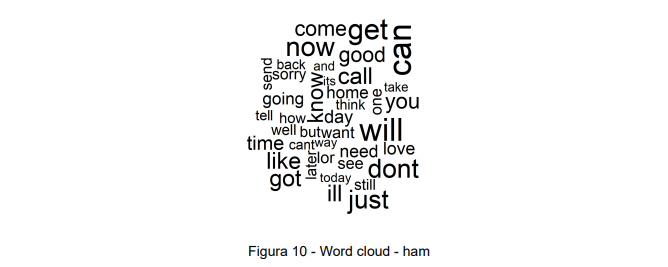 come get can
now good
send back and
sorry its call
know home take
going think one you
tell how day
well but want will
time cant way need love
like later lor see dont
got today still
ill just
Figura 10 - Word cloud - ham